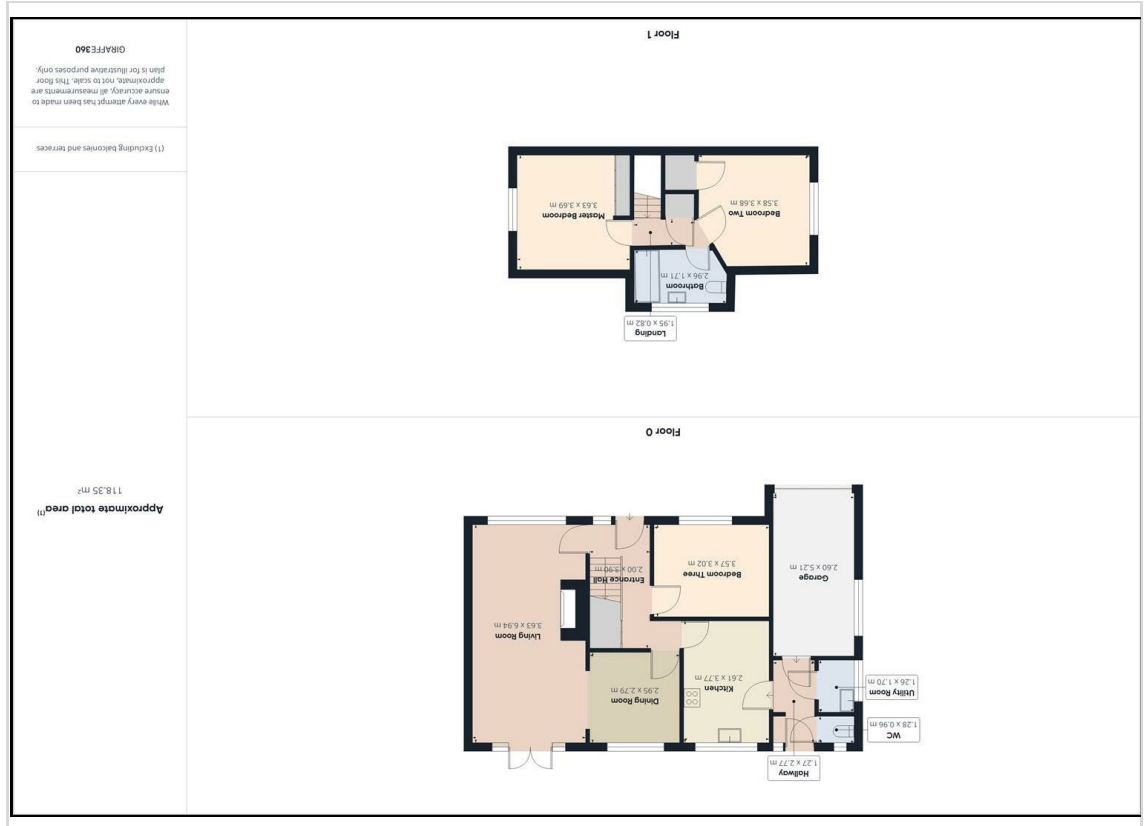 Approximate total area(1)
118.35 m²
(1) Excluding balconies and terraces
While every attempt has been made to
ensure accuracy, all measurements are
approximate, not to scale. This floor
plan is for illustrative purposes only.
GIRAFFE360
Hallway
1.27 x 2.77 m
WC
1.28 x 0.96 m
Utility Room
1.26 x 1.70 m
Kitchen
2.61 x 3.77 m
Dining Room
2.95 x 2.79 m
Living Room
3.63 x 6.94 m
Garage
2.60 x 5.21 m
Bedroom Three
3.57 x 3.02 m
Entrance Hall
2.00 x 3.90 m
Floor 0
Landing
1.95 x 0.82 m
Bathroom
2.96 x 1.71 m
Bedroom Two
3.58 x 3.68 m
Master Bedroom
3.63 x 3.69 m
Floor 1